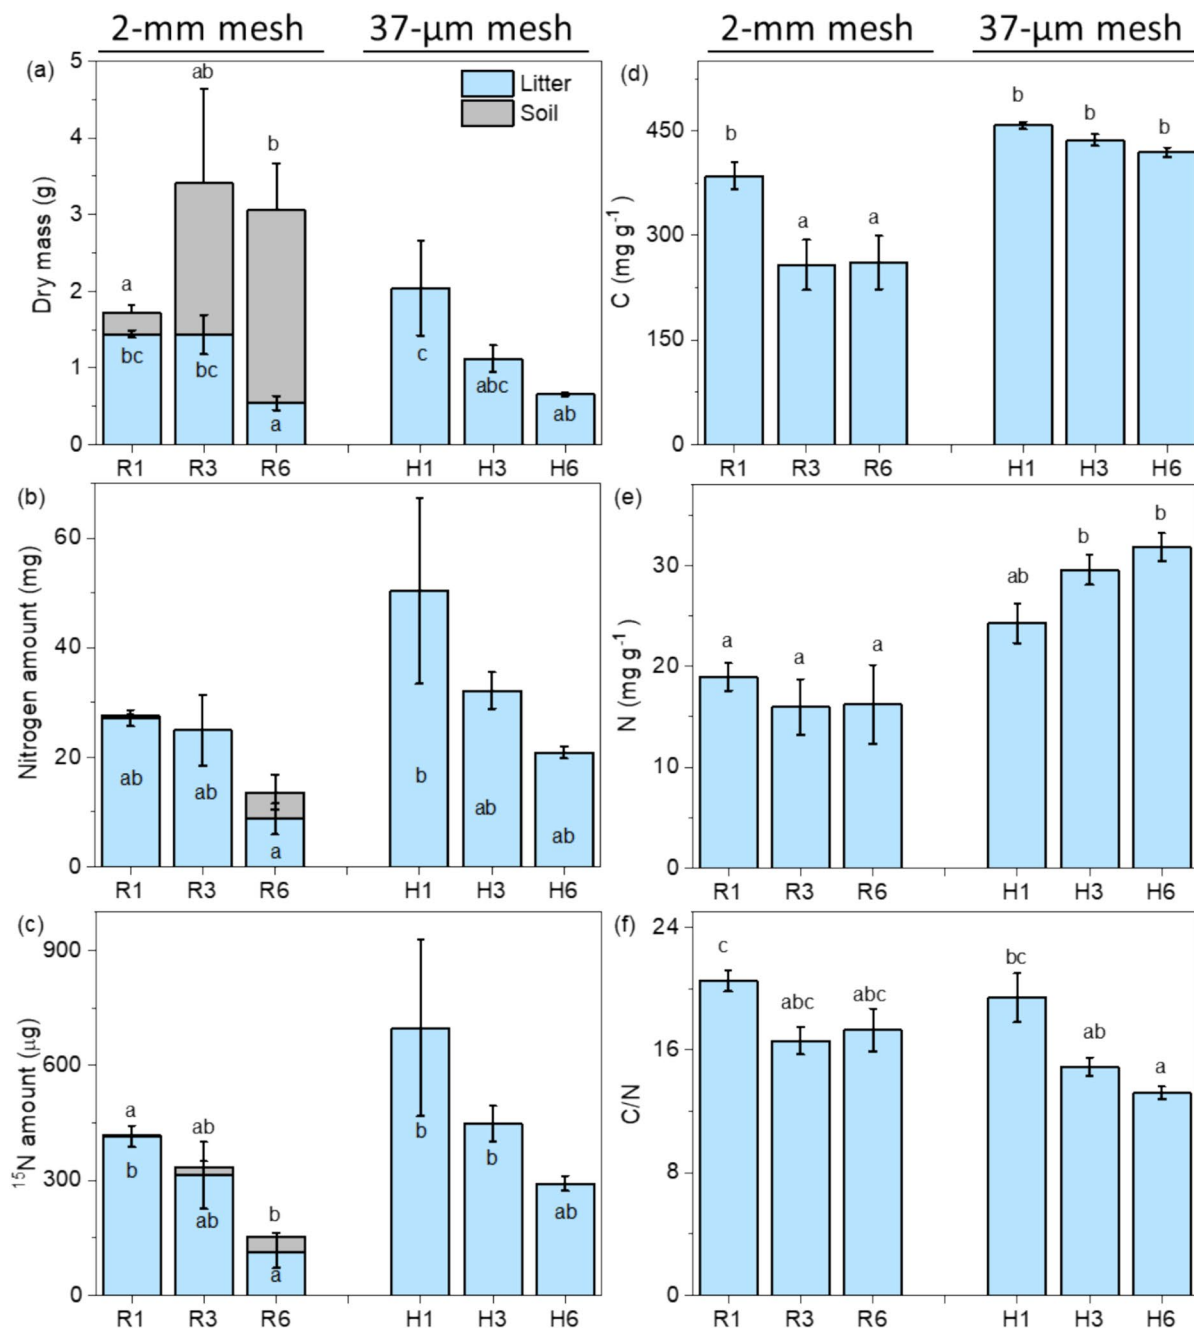 2-mm mesh
37-μm mesh
2-mm mesh
37-μm mesh
(a)
Dry mass (g)
5
4
3
2
1
0
Litter
Soil
a
ab
b
bc
bc
a
c
abc
ab
R1
R3
R6
H1
H3
H6
(d)
C (mg g⁻¹)
450
300
150
0
b
a
a
b
b
b
R1
R3
R6
H1
H3
H6
(b)
Nitrogen amount (mg)
60
40
20
0
ab
ab
a
b
ab
ab
R1
R3
R6
H1
H3
H6
(e)
N (mg g⁻¹)
30
20
10
0
a
a
a
ab
b
b
R1
R3
R6
H1
H3
H6
(c)
¹⁵N amount (μg)
900
600
300
0
a
ab
b
b
ab
a
b
b
ab
R1
R3
R6
H1
H3
H6
(f)
C/N
24
16
8
0
c
abc
abc
bc
ab
a
R1
R3
R6
H1
H3
H6